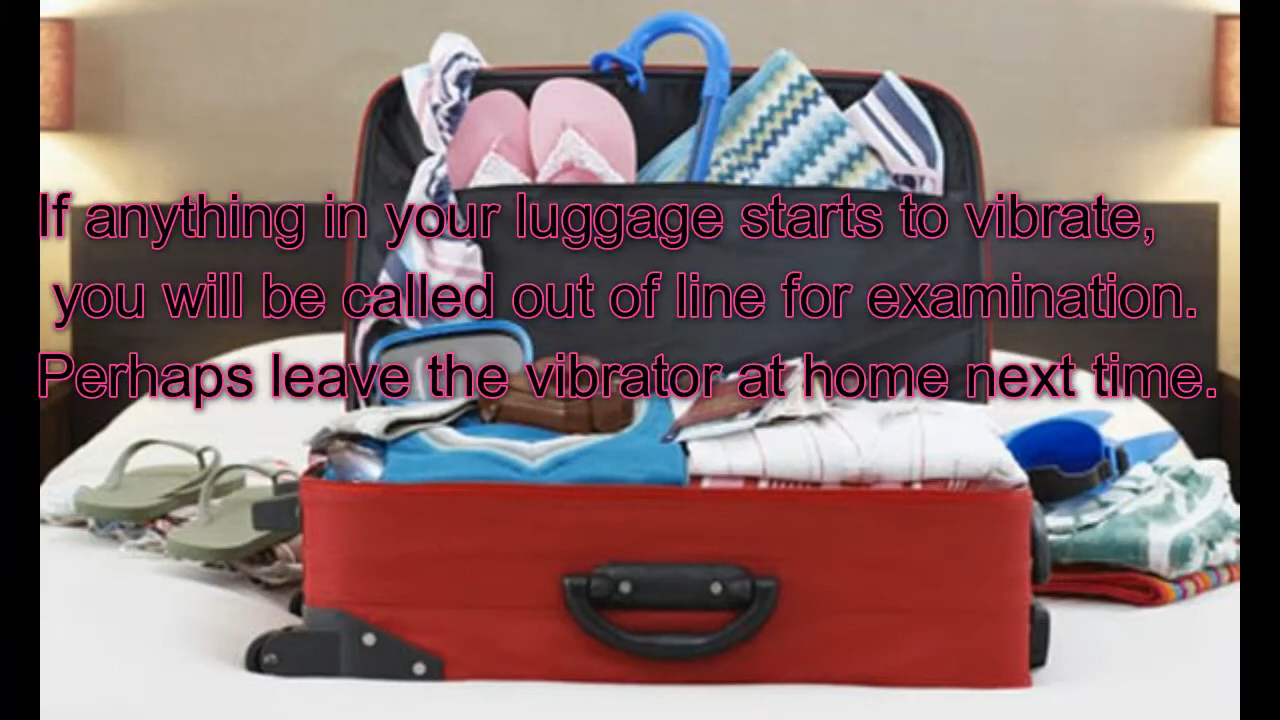 If anything in your luggage starts to vibrate,
you will be called out of line for examination.
Perhaps leave the vibrator at home next time.